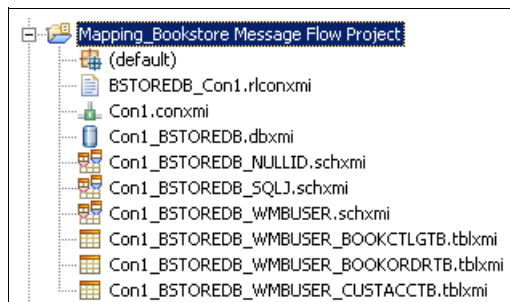 Mapping_Bookstore Message Flow Project
(default)
BSTOREDB_Con1.rlconxmi
Con1.conxmi
Con1_BSTOREDB.dbxmi
Con1_BSTOREDB_NULLID.schxmi
Con1_BSTOREDB_SQLJ.schxmi
Con1_BSTOREDB_WMBUSER.schxmi
Con1_BSTOREDB_WMBUSER_BOOKCTLGTB.tblxmi
Con1_BSTOREDB_WMBUSER_BOOKORDRTB.tblxmi
Con1_BSTOREDB_WMBUSER_CUSTACCTB.tblxmi